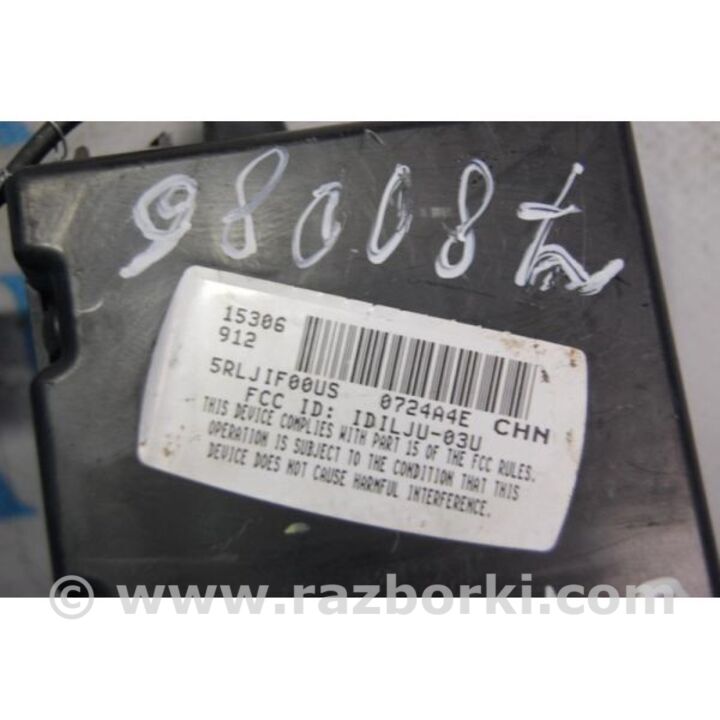 15306
912
5RLJIF00US 0724A4E CHN
FCC ID: IDILJU-03U
THIS DEVICE COMPLIES WITH PART 15 OF THE FCC RULES.
OPERATION IS SUBJECT TO THE CONDITION THAT THIS
DEVICE DOES NOT CAUSE HARMFUL INTERFERENCE.
© www.razborki.com